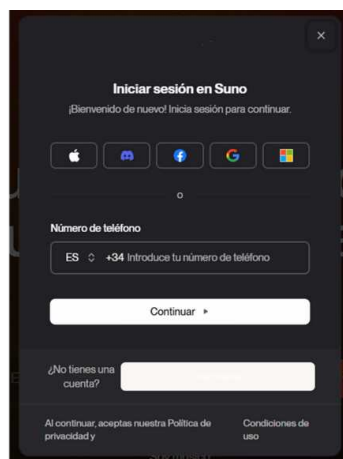 Iniciar sesión en Suno
¡Bienvenido de nuevo! Inicia sesión para continuar.
o
Número de teléfono
ES +34 Introduce tu número de teléfono
Continuar
¿No tienes una
cuenta?
Al continuar, aceptas nuestra Política de
privacidad y
Condiciones de
uso